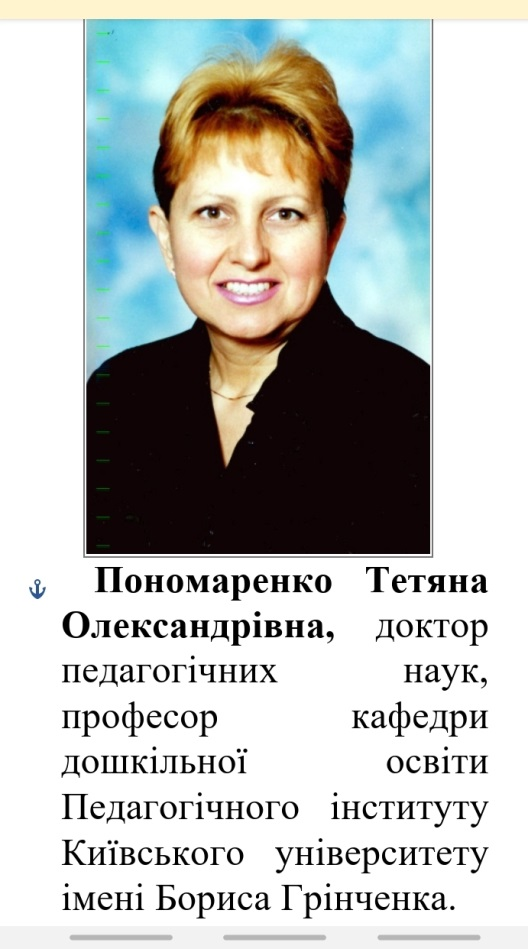 Пономаренко Тетяна
Олександрівна, доктор
педагогічних наук,
професор кафедри
дошкільної освіти
Педагогічного інституту
Київського університету
імені Бориса Грінченка.